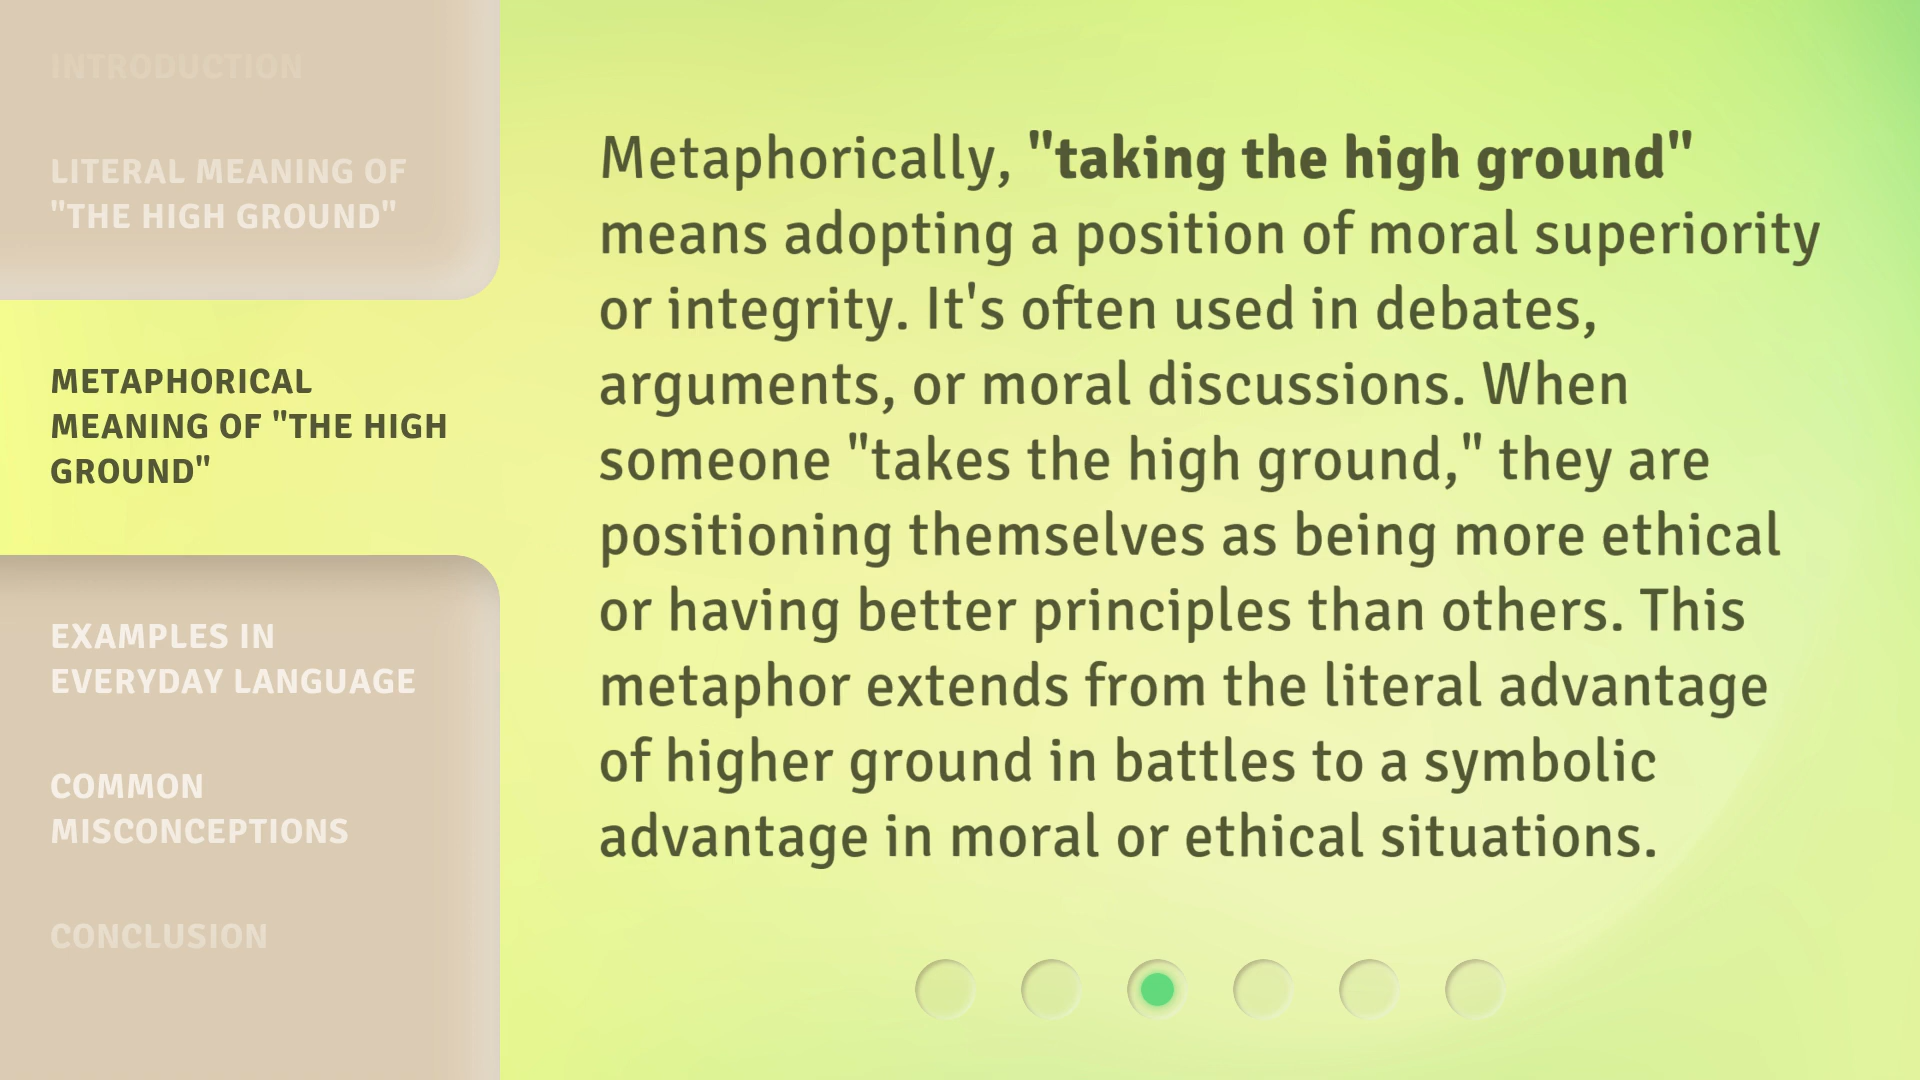 INTRODUCTION
LITERAL MEANING OF
"THE HIGH GROUND"
METAPHORICAL
MEANING OF "THE HIGH
GROUND"
EXAMPLES IN
EVERYDAY LANGUAGE
COMMON
MISCONCEPTIONS
CONCLUSION
Metaphorically, "taking the high ground"
means adopting a position of moral superiority
or integrity. It's often used in debates,
arguments, or moral discussions. When
someone "takes the high ground," they are
positioning themselves as being more ethical
or having better principles than others. This
metaphor extends from the literal advantage
of higher ground in battles to a symbolic
advantage in moral or ethical situations.